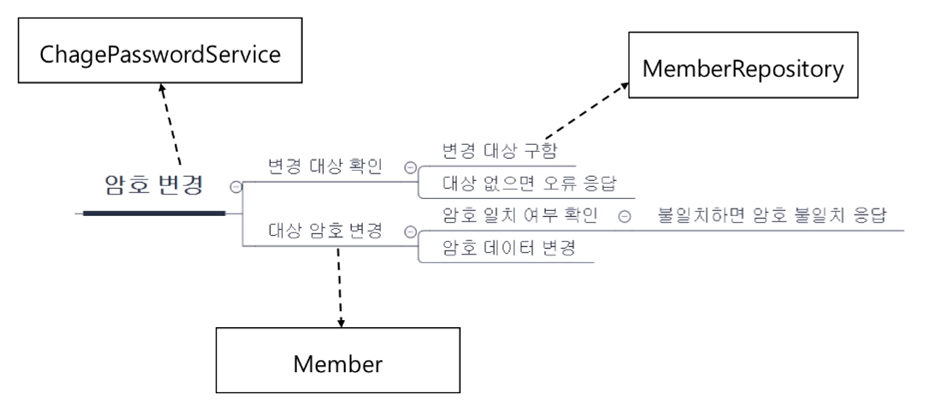 ChagePasswordService
MemberRepository
암호 변경
변경 대상 확인
변경 대상 구함
대상 없으면 오류 응답
대상 암호 변경
암호 일치 여부 확인
불일치하면 암호 불일치 응답
암호 데이터 변경
Member